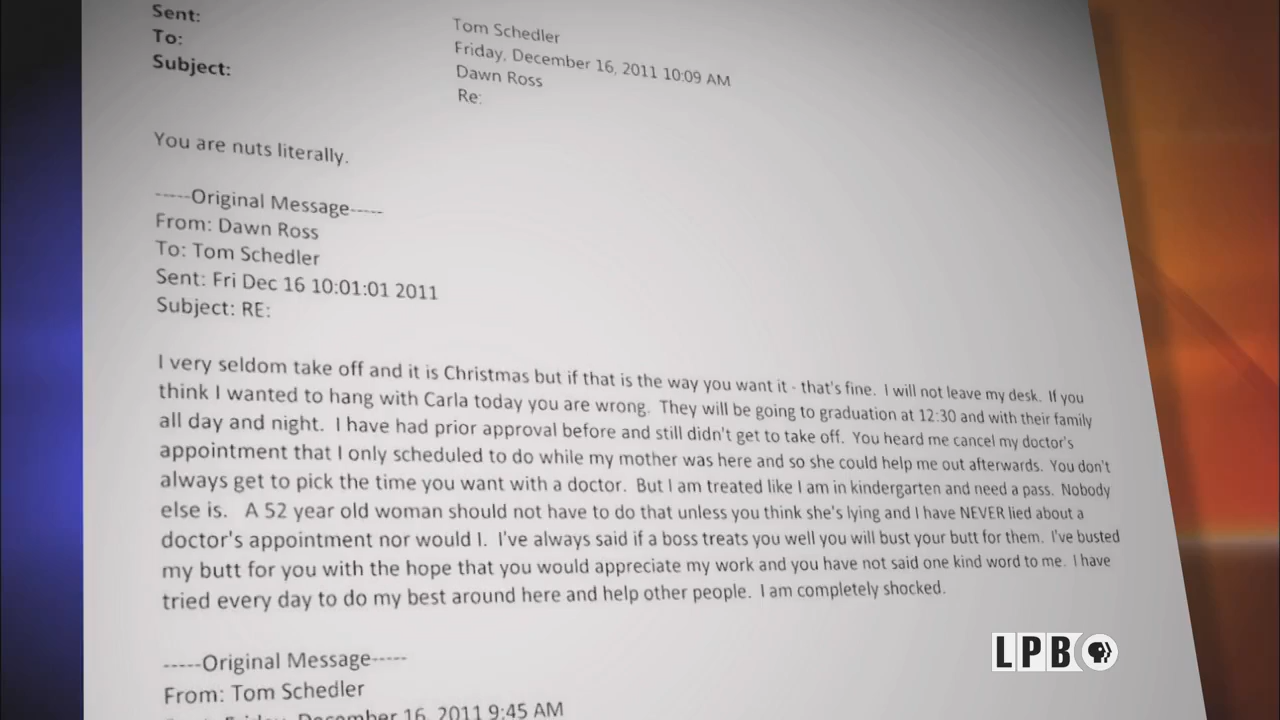 Sent:
To:
Subject:
Tom Schedler
Friday, December 16, 2011 10:09 AM
Dawn Ross
Re:
You are nuts literally.
-----Original Message-----
From: Dawn Ross
To: Tom Schedler
Sent: Fri Dec 16 10:01:01 2011
Subject: RE:
I very seldom take off and it is Christmas but if that is the way you want it - that's fine. I will not leave my desk. If you
think I wanted to hang with Carla today you are wrong. They will be going to graduation at 12:30 and with their family
all day and night. I have had prior approval before and still didn't get to take off. You heard me cancel my doctor's
appointment that I only scheduled to do while my mother was here and so she could help me out afterwards. You don't
always get to pick the time you want with a doctor. But I am treated like I am in kindergarten and need a pass. Nobody
else is. A 52 year old woman should not have to do that unless you think she's lying and I have NEVER lied about a
doctor's appointment nor would I. I've always said if a boss treats you well you will bust your butt for them. I've busted
my butt for you with the hope that you would appreciate my work and you have not said one kind word to me. I have
tried every day to do my best around here and help other people. I am completely shocked.
-----Original Message-----
From: Tom Schedler
Sent: Friday, December 16, 2011 9:45 AM
LPB